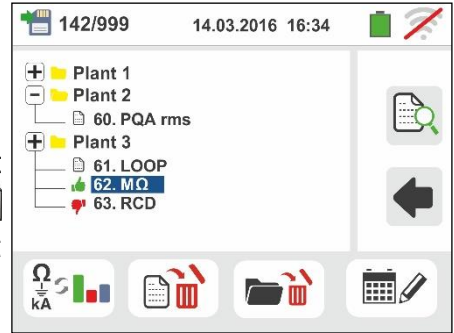 142/999 14.03.2016 16:34
+ Plant 1
- Plant 2
60. PQA rms
+ Plant 3
61. LOOP
62. MΩ
63. RCD
Ω
kA